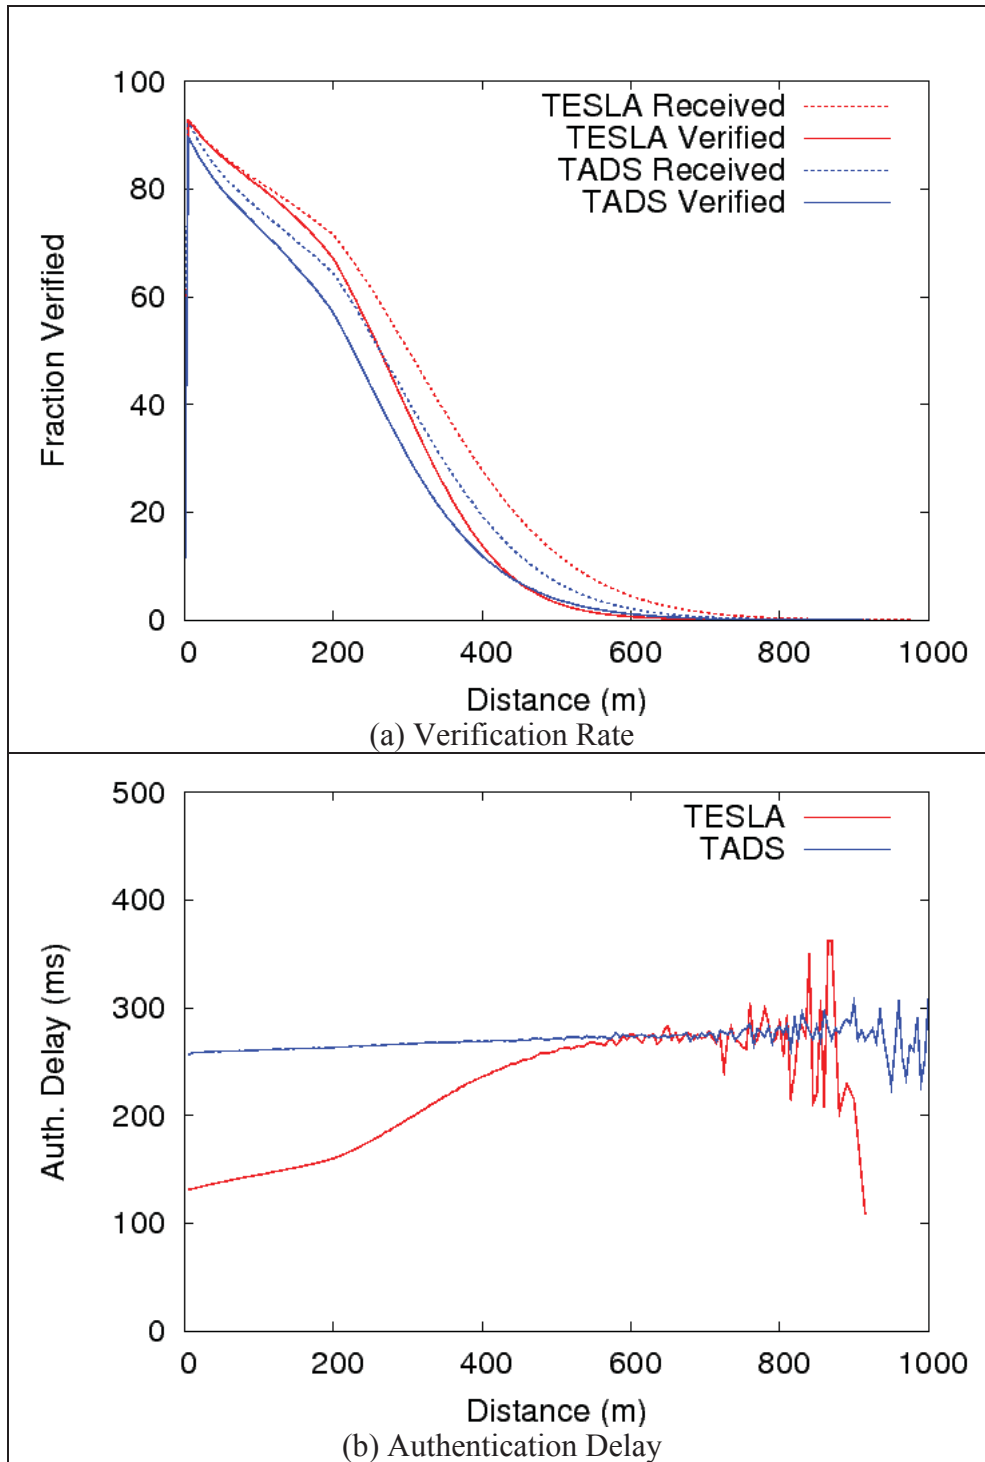 100
80
60
40
20
0
Fraction Verified
TESLA Received
TESLA Verified
TADS Received
TADS Verified
0 200 400 600 800 1000
Distance (m)
(a) Verification Rate
500
400
300
200
100
0
Auth. Delay (ms)
TESLA
TADS
0 200 400 600 800 1000
Distance (m)
(b) Authentication Delay